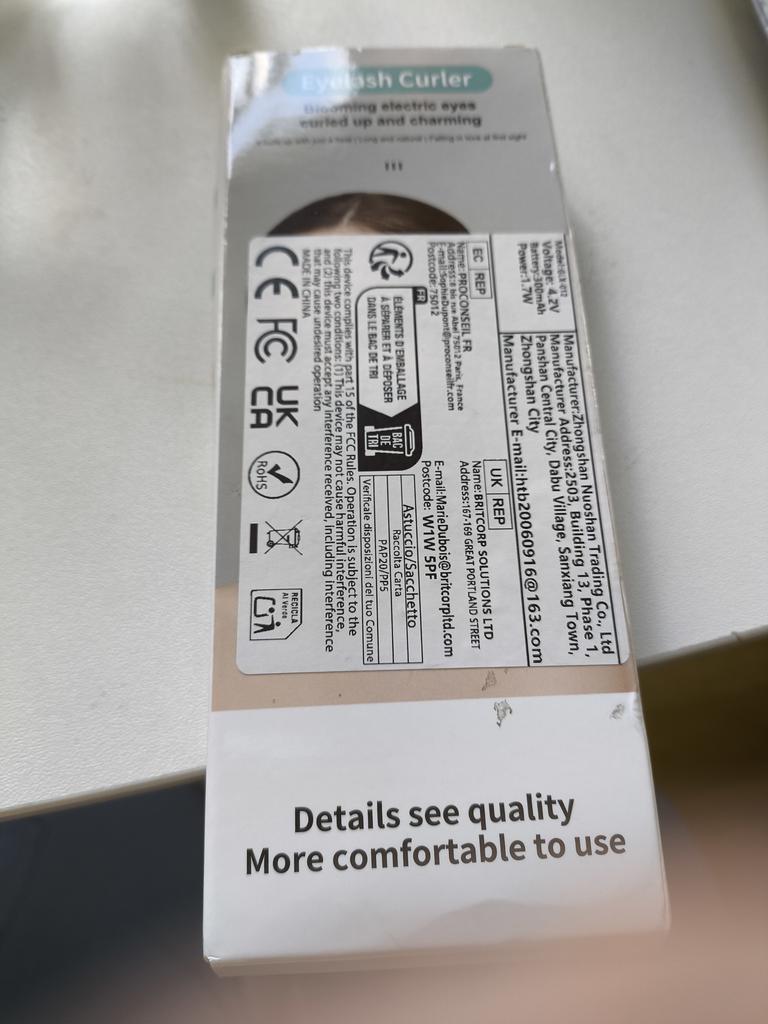 Eyelash Curler
Blooming electric eyes
curled up and charming
Voltage: 4.2V
Battery:300mAh
Power:1.7W
Manufacturer:Zhongshan Nuoshan Trading Co., Ltd
Manufacturer Address:2503, Building 13, Phase 1,
Panshan Central City, Dabu Village, Sanxiang Town,
Zhongshan City
Manufacturer E-mail:htb20060916@163.com
EC REP
Name: PROCONSEIL FR
Address:8 bis rue Abel 75012 Paris, France
E-mail:SophieDupont@proconseilfr.com
Postcode:75012
UK REP
Name:BRITCORP SOLUTIONS LTD
Address:167-169 GREAT PORTLAND STREET
E-mail:MarieDubois@britcorpltd.com
Postcode: W1W 5PF
FR
ÉLÉMENTS D'EMBALLAGE
À SÉPARER ET À DÉPOSER
DANS LE BAC DE TRI
BAC
DE
TRI
Astuccio/Sacchetto
Raccolta Carta
PAP20/PP5
Verificale disposizioni del tuo Comune
This device complies with part 15 of the FCC Rules. Operation is subject to the
following two conditions: (1) This device may not cause harmful interference,
and (2) this device must accept any interference received, including interference
that may cause undesired operation
MADE IN CHINA
CE FC UK
CA
RoHS
RECICLA
Al Verde
Details see quality
More comfortable to use